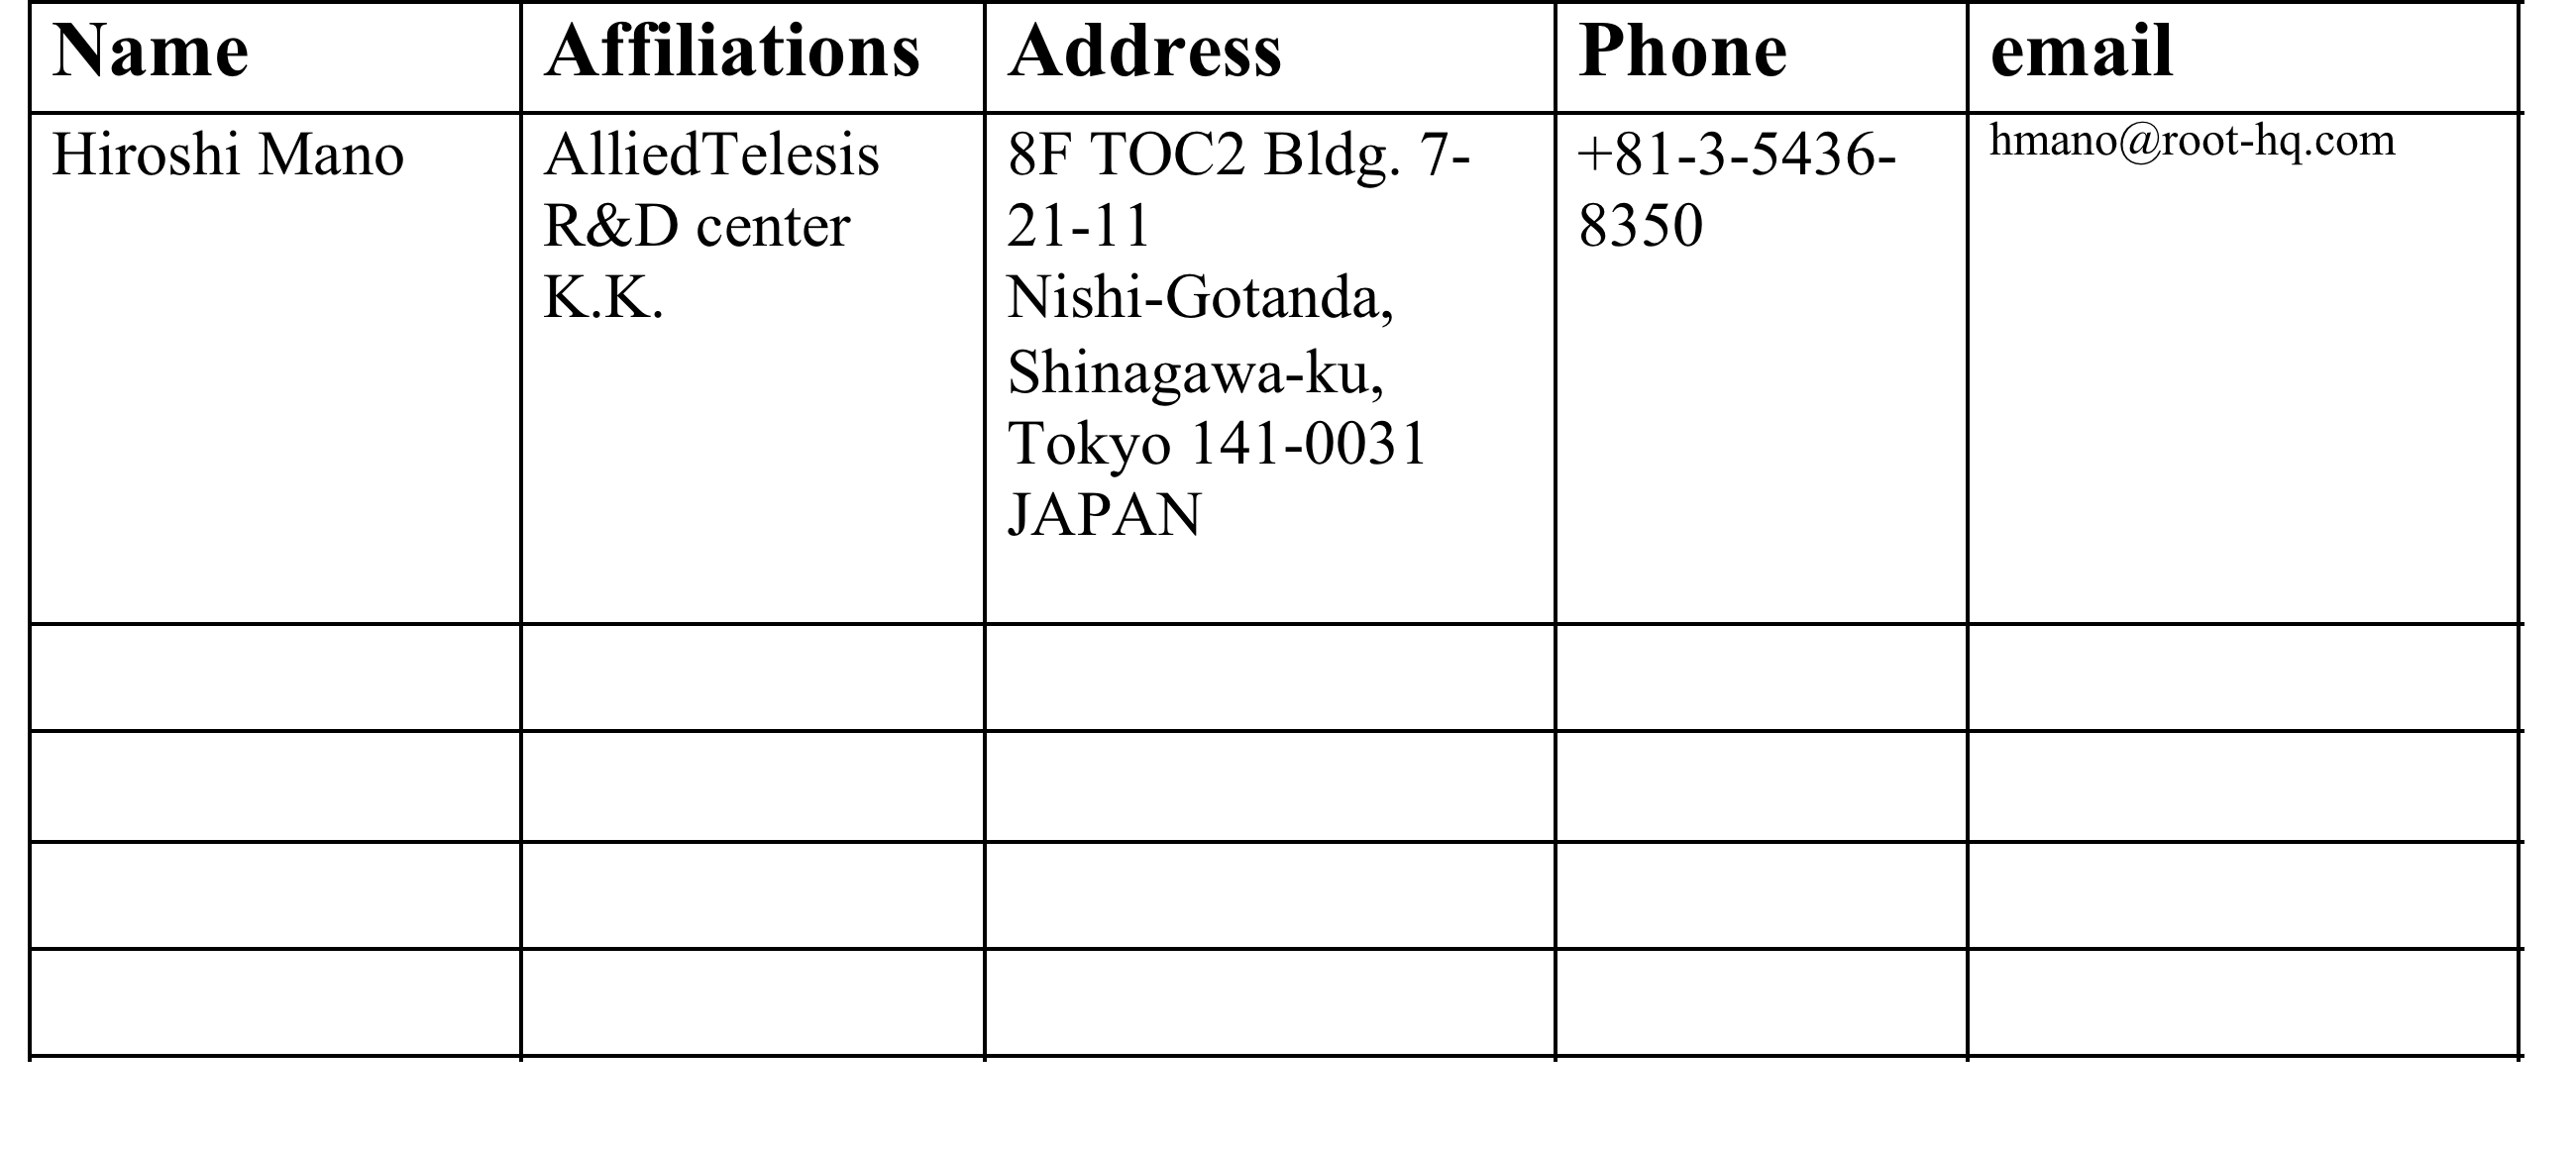 Name Affiliations Address Phone email
Hiroshi Mano
AlliedTelesis
R&D center
K.K.
8F TOC2 Bldg. 7-
21-11
Nishi-Gotanda,
Shinagawa-ku,
Tokyo 141-0031
JAPAN
+81-3-5436-
8350
hmano@root-hq.com